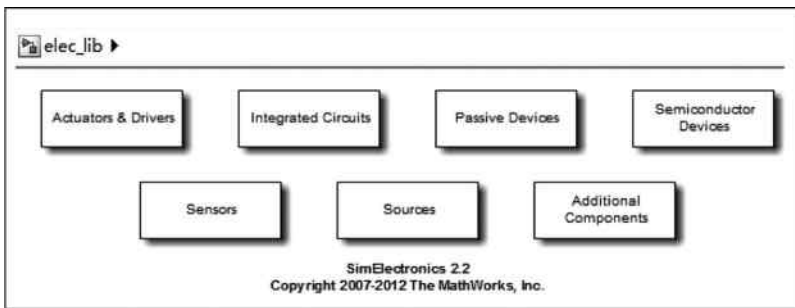 elec_lib
Actuators & Drivers
Integrated Circuits
Passive Devices
Semiconductor
Devices
Sensors
Sources
Additional
Components
SimElectronics 2.2
Copyright 2007-2012 The MathWorks, Inc.